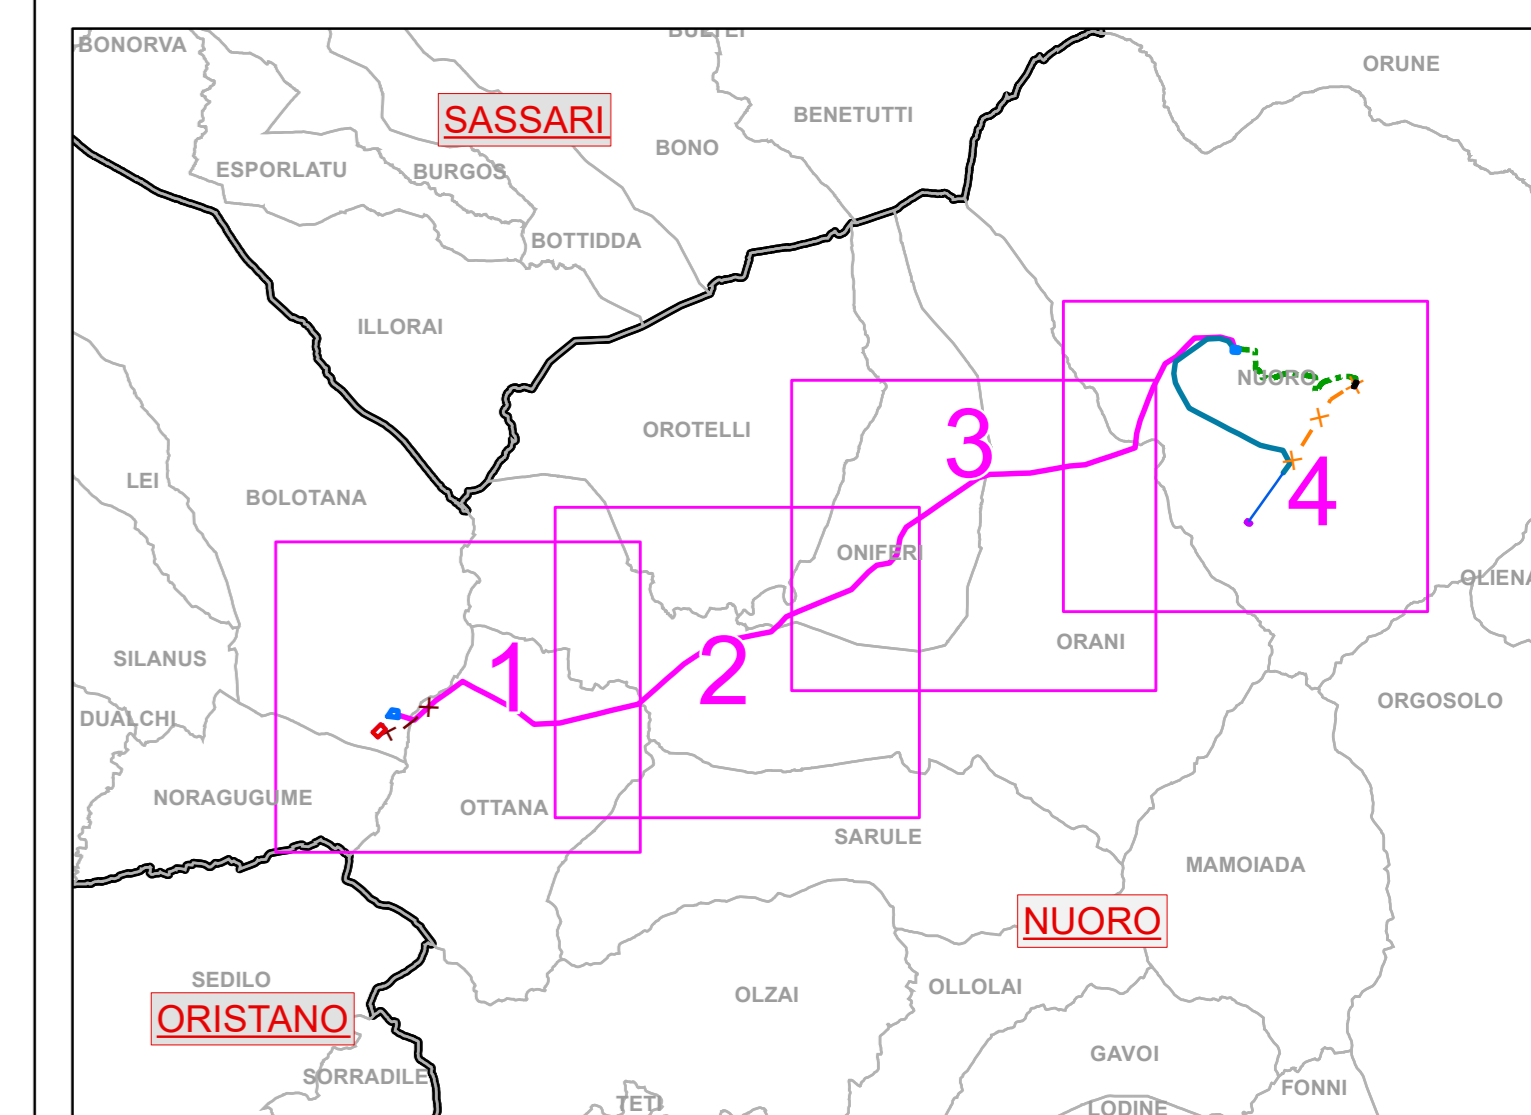 BONORVA
BULTEI
ORUNE
SASSARI
BENETUTTI
BONO
ESPORLATU
BURGOS
BOTTIDDA
ILLORAI
NUORO
OROTELLI
3
LEI
BOLOTANA
4
ONIFERI
OLIENA
SILANUS
1
2
ORANI
DUALCHI
ORGOSOLO
NORAGUGUME
OTTANA
SARULE
MAMOIADA
NUORO
SEDILO
OLZAI
OLLOLAI
ORISTANO
GAVOI
SORRADILE
FONNI
TETI
LODINE